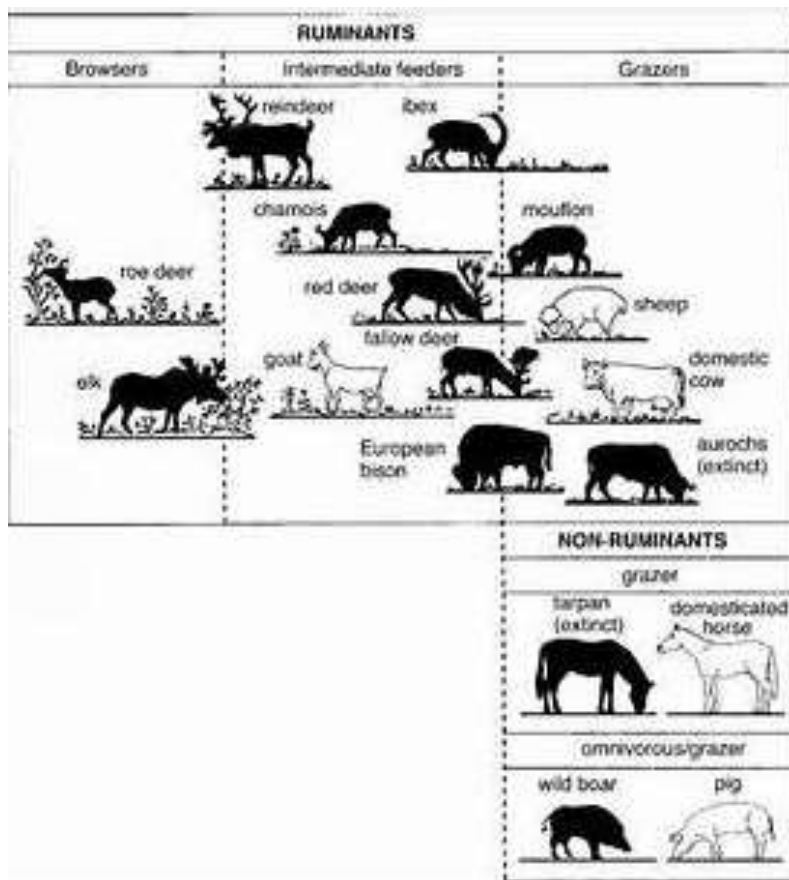 RUMINANTS
Browsers
Intermediate feeders
Grazers
reindeer
ibex
chamois
mouflon
roe deer
red deer
sheep
fallow deer
elk
goat
domestic
cow
European
bison
aurochs
(extinct)
NON-RUMINANTS
grazer
tarpan
(extinct)
domesticated
horse
omnivorous/grazer
wild boar
pig